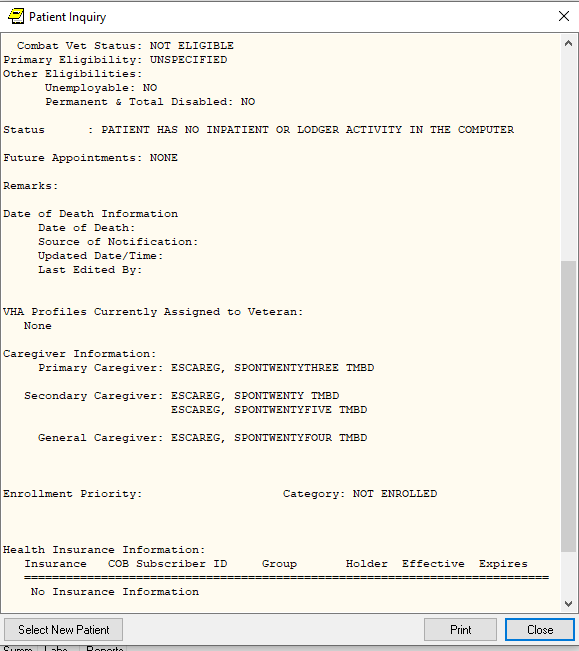 Patient Inquiry
Combat Vet Status: NOT ELIGIBLE
Primary Eligibility: UNSPECIFIED
Other Eligibilities:
Unemployable: NO
Permanent & Total Disabled: NO
Status : PATIENT HAS NO INPATIENT OR LODGER ACTIVITY IN THE COMPUTER
Future Appointments: NONE
Remarks:
Date of Death Information
Date of Death:
Source of Notification:
Updated Date/Time:
Last Edited By:
VHA Profiles Currently Assigned to Veteran:
None
Caregiver Information:
Primary Caregiver: ESCAREG, SPONTWENTYTHREE TMBD
Secondary Caregiver: ESCAREG, SPONTWENTY TMBD
ESCAREG, SPONTWENTYFIVE TMBD
General Caregiver: ESCAREG, SPONTWENTYFOUR TMBD
Enrollment Priority: Category: NOT ENROLLED
Health Insurance Information:
Insurance COB Subscriber ID Group Holder Effective Expires
===========================================================================
No Insurance Information
Select New Patient Print Close